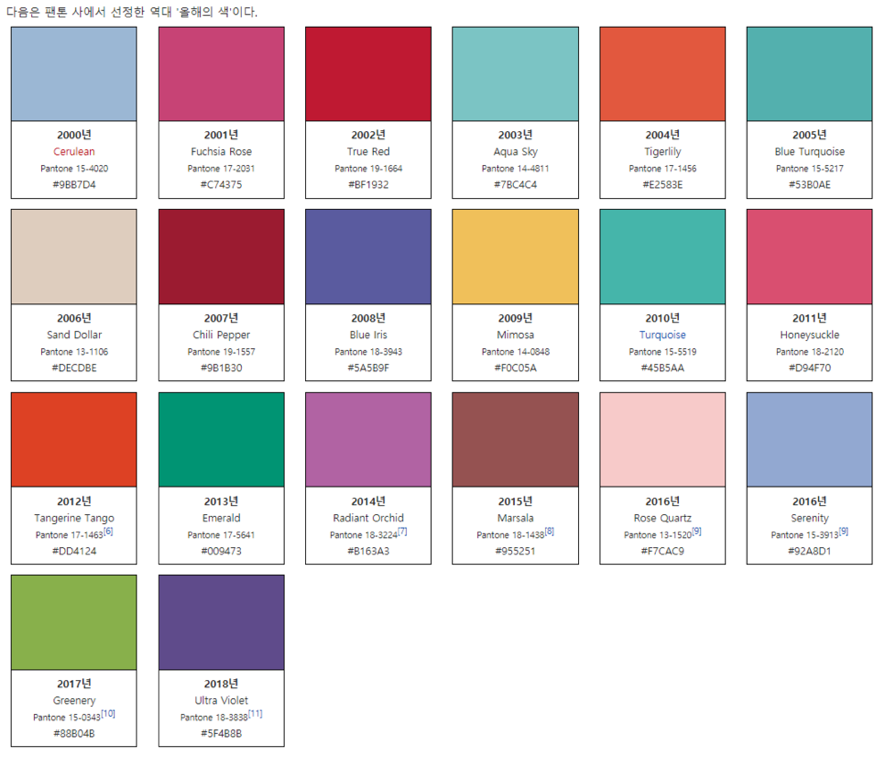 다음은 팬톤 사에서 선정한 역대 '올해의 색'이다.
2000년
Cerulean
Pantone 15-4020
#9BB7D4
2001년
Fuchsia Rose
Pantone 17-2031
#C74375
2002년
True Red
Pantone 19-1664
#BF1932
2003년
Aqua Sky
Pantone 14-4811
#7BC4C4
2004년
Tigerlily
Pantone 17-1456
#E2583E
2005년
Blue Turquoise
Pantone 15-5217
#53B0AE
2006년
Sand Dollar
Pantone 13-1106
#DECDBE
2007년
Chili Pepper
Pantone 19-1557
#9B1B30
2008년
Blue Iris
Pantone 18-3943
#5A5B9F
2009년
Mimosa
Pantone 14-0848
#F0C05A
2010년
Turquoise
Pantone 15-5519
#45B5AA
2011년
Honeysuckle
Pantone 18-2120
#D94F70
2012년
Tangerine Tango
Pantone 17-1463[6]
#DD4124
2013년
Emerald
Pantone 17-5641
#009473
2014년
Radiant Orchid
Pantone 18-3224[7]
#B163A3
2015년
Marsala
Pantone 18-1438[8]
#955251
2016년
Rose Quartz
Pantone 13-1520[9]
#F7CAC9
2016년
Serenity
Pantone 15-3913[9]
#92A8D1
2017년
Greenery
Pantone 15-0343[10]
#88B04B
2018년
Ultra Violet
Pantone 18-3838[11]
#5F4B8B